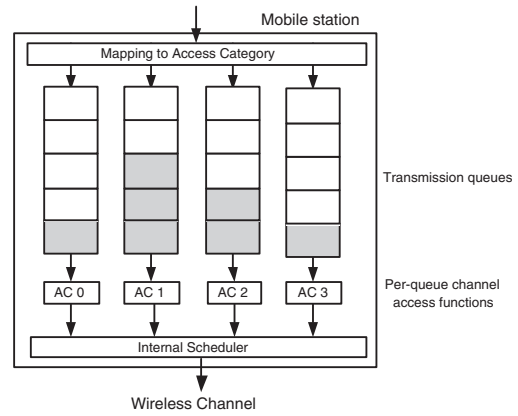 Mobile station
Mapping to Access Category
Transmission queues
AC 0
AC 1
AC 2
AC 3
Per-queue channel
access functions
Internal Scheduler
Wireless Channel